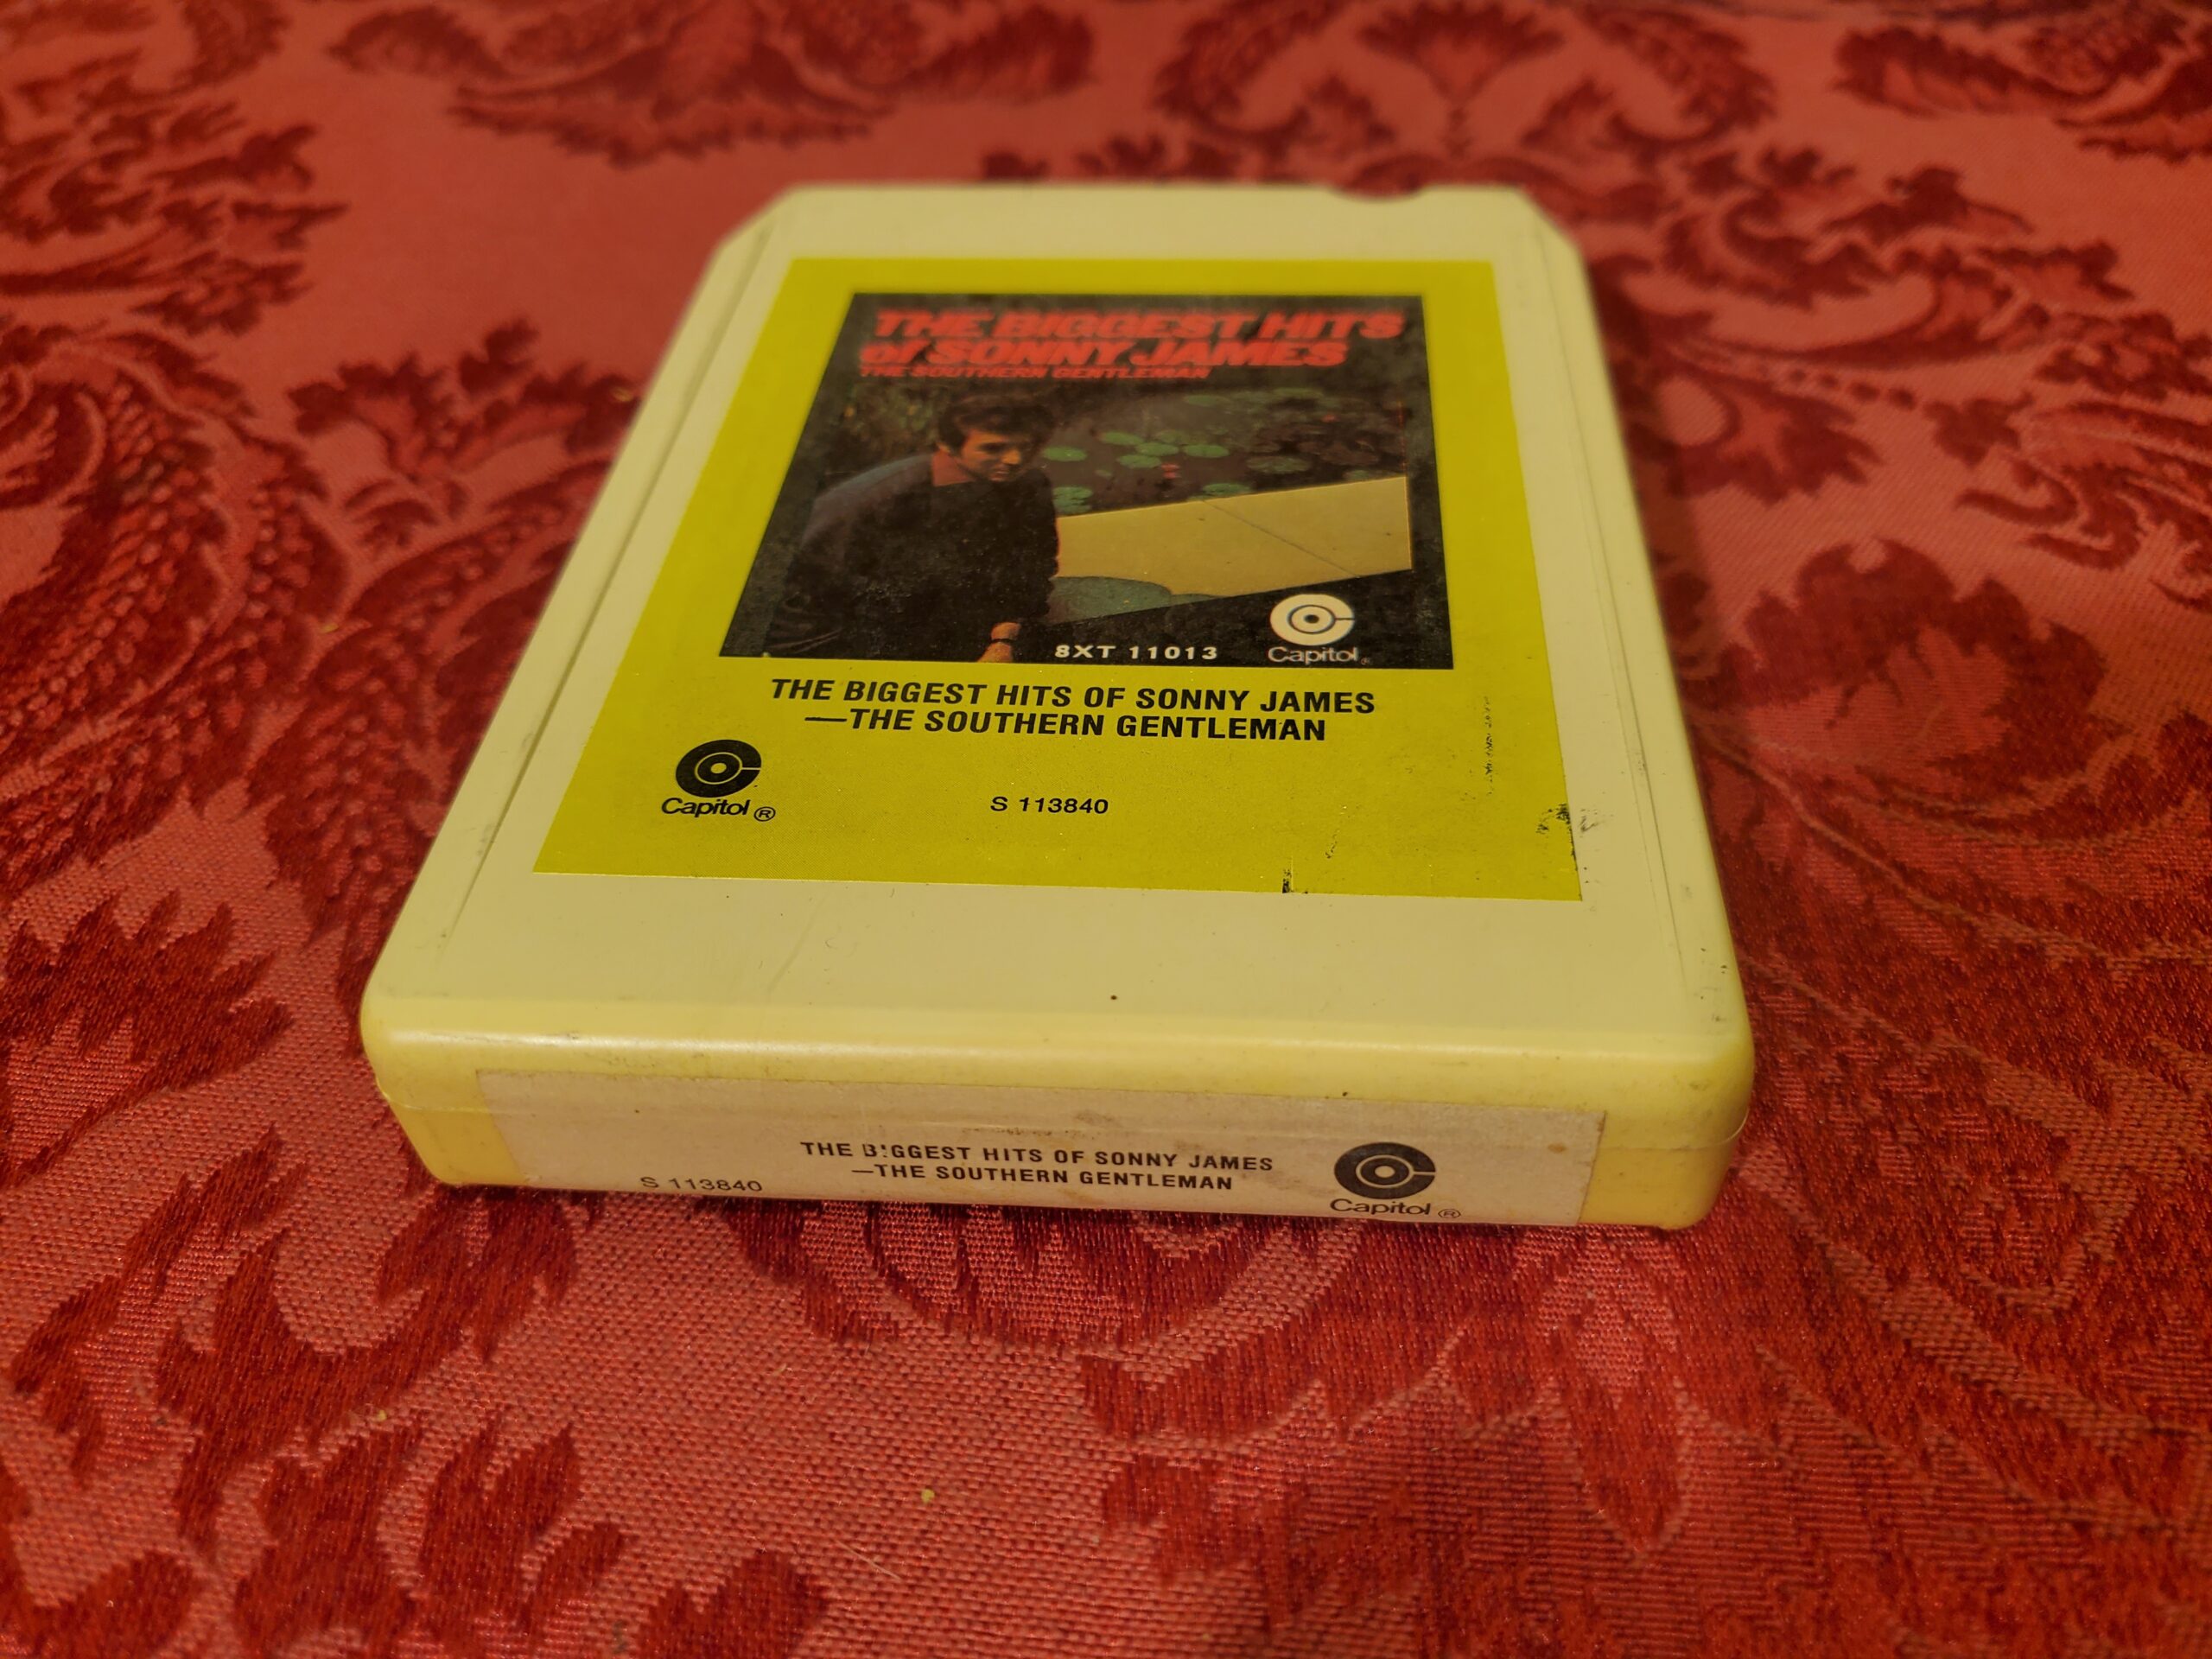 THE BIGGEST HITS
of SONNY JAMES
THE SOUTHERN GENTLEMAN
8XT 11013
Capitol®
THE BIGGEST HITS OF SONNY JAMES
—THE SOUTHERN GENTLEMAN
Capitol ®
S 113840
THE BIGGEST HITS OF SONNY JAMES
—THE SOUTHERN GENTLEMAN
S 113840
Capitol ®